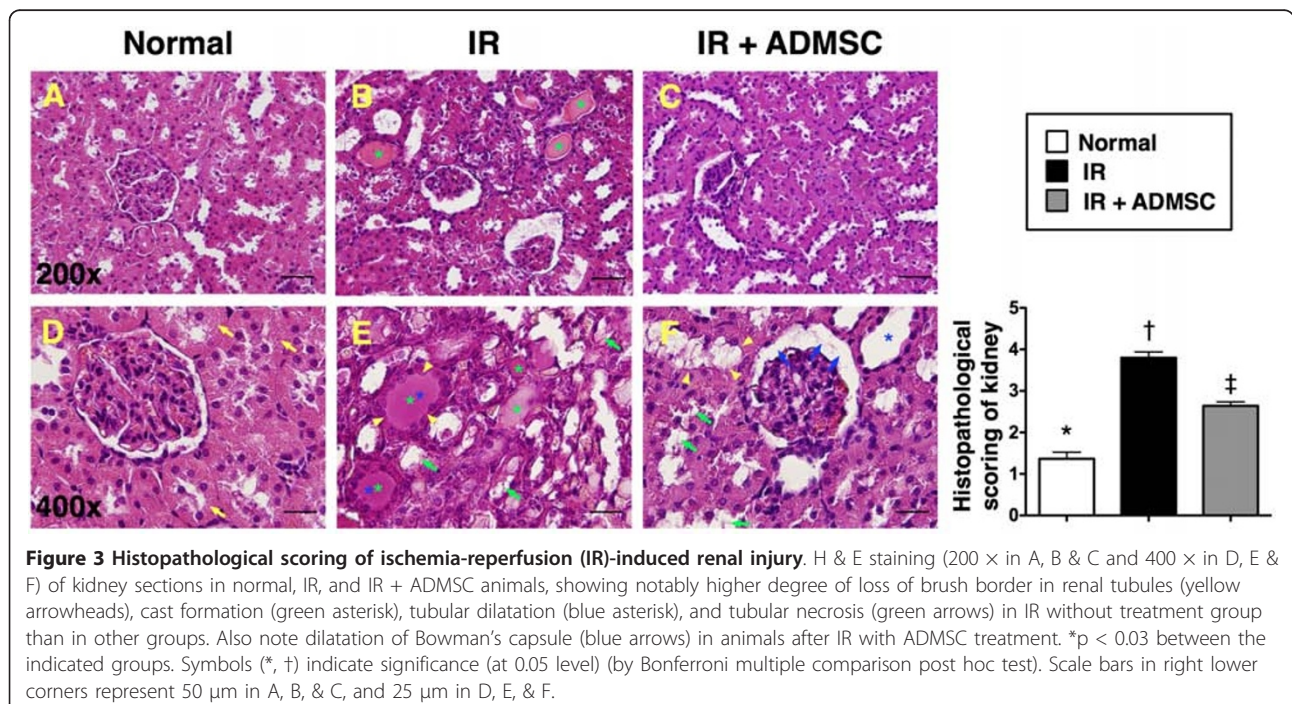 Normal
IR
IR + ADMSC
A
B
C
200x
D
E
F
400x
Normal
IR
IR + ADMSC
Histopathological
scoring of kidney
5
4
3
2
1
0
*
†
‡
Figure 3 Histopathological scoring of ischemia-reperfusion (IR)-induced renal injury. H & E staining (200 × in A, B & C and 400 × in D, E &
F) of kidney sections in normal, IR, and IR + ADMSC animals, showing notably higher degree of loss of brush border in renal tubules (yellow
arrowheads), cast formation (green asterisk), tubular dilatation (blue asterisk), and tubular necrosis (green arrows) in IR without treatment group
than in other groups. Also note dilatation of Bowman's capsule (blue arrows) in animals after IR with ADMSC treatment. *p < 0.03 between the
indicated groups. Symbols (*, †) indicate significance (at 0.05 level) (by Bonferroni multiple comparison post hoc test). Scale bars in right lower
corners represent 50 μm in A, B, & C, and 25 μm in D, E, & F.